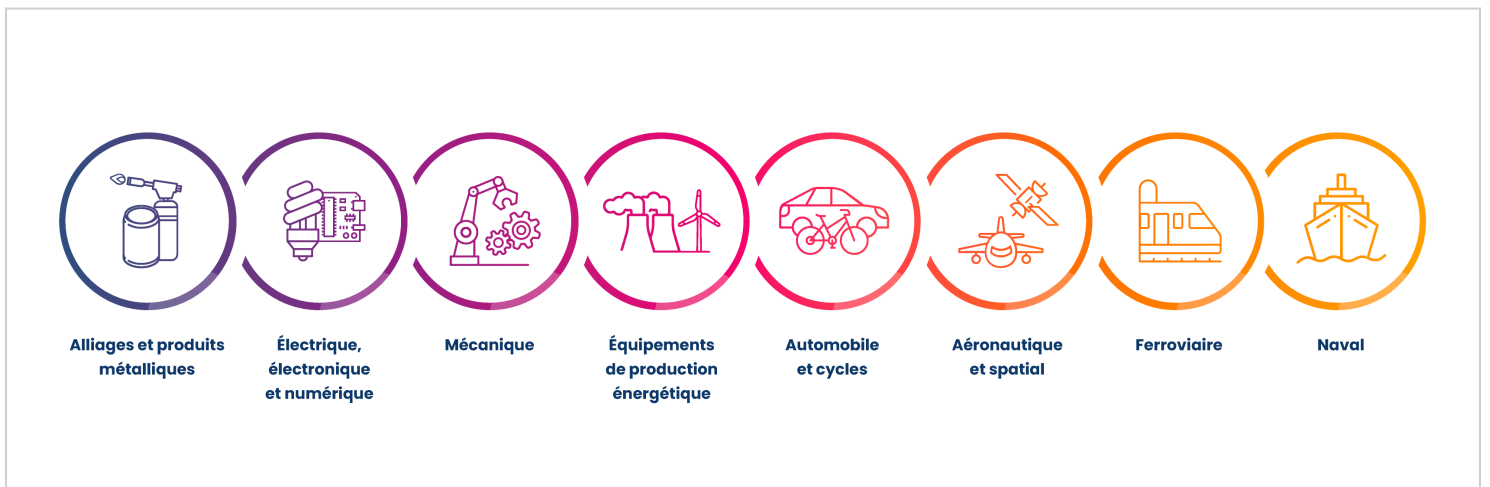 Alliages et produits
métalliques
Électrique,
électronique
et numérique
Mécanique
Équipements
de production
énergétique
Automobile
et cycles
Aéronautique
et spatial
Ferroviaire
Naval